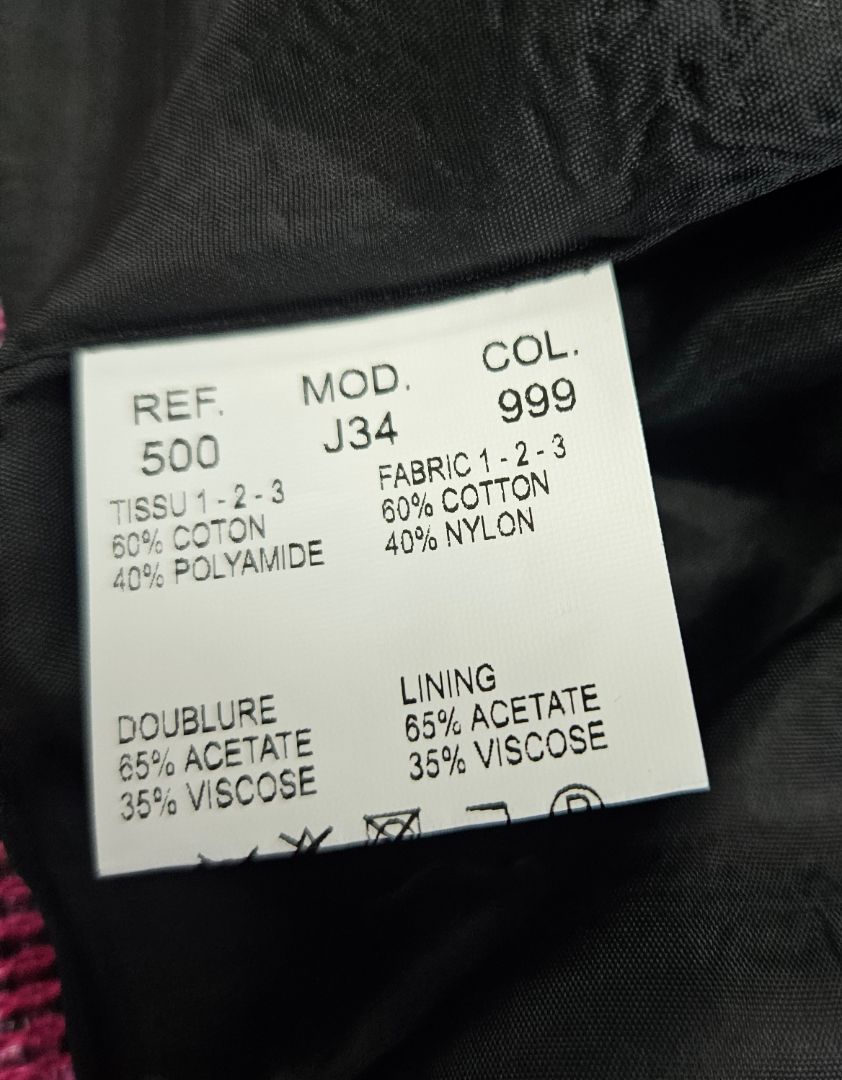 REF. MOD. COL.
500 J34 999
TISSU 1 - 2 - 3
60% COTON
40% POLYAMIDE
FABRIC 1 - 2 - 3
60% COTTON
40% NYLON
DOUBLURE
65% ACETATE
35% VISCOSE
LINING
65% ACETATE
35% VISCOSE
P